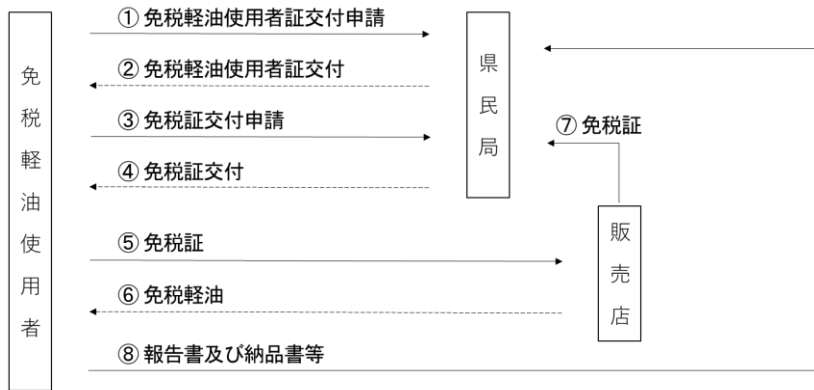 ① 免税軽油使用者証交付申請
② 免税軽油使用者証交付
③ 免税証交付申請
④ 免税証交付
⑤ 免税証
⑥ 免税軽油
⑦ 免税証
⑧ 報告書及び納品書等
免税軽油使用者
県民局
販売店